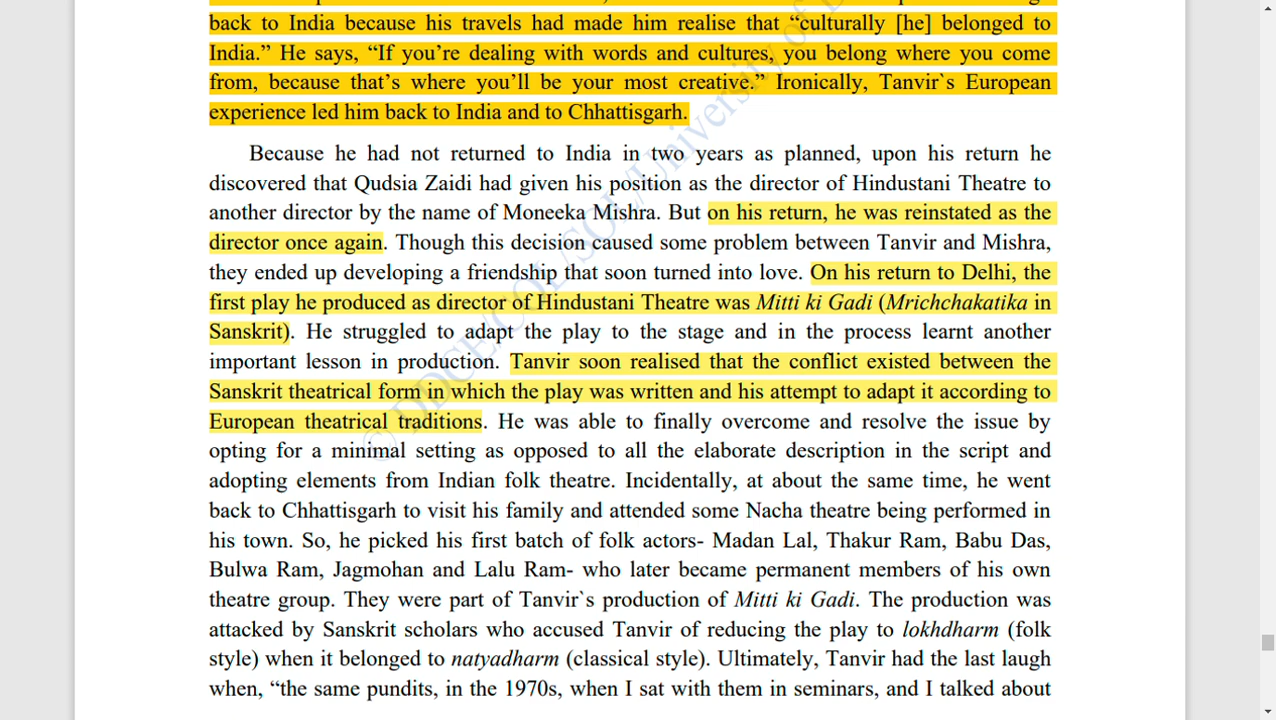 back to India because his travels had made him realise that “culturally [he] belonged to
India.” He says, “If you’re dealing with words and cultures, you belong where you come
from, because that’s where you’ll be your most creative.” Ironically, Tanvir`s European
experience led him back to India and to Chhattisgarh.
Because he had not returned to India in two years as planned, upon his return he
discovered that Qudsia Zaidi had given his position as the director of Hindustani Theatre to
another director by the name of Moneeka Mishra. But on his return, he was reinstated as the
director once again. Though this decision caused some problem between Tanvir and Mishra,
they ended up developing a friendship that soon turned into love. On his return to Delhi, the
first play he produced as director of Hindustani Theatre was Mitti ki Gadi (Mrichchakatika in
Sanskrit). He struggled to adapt the play to the stage and in the process learnt another
important lesson in production. Tanvir soon realised that the conflict existed between the
Sanskrit theatrical form in which the play was written and his attempt to adapt it according to
European theatrical traditions. He was able to finally overcome and resolve the issue by
opting for a minimal setting as opposed to all the elaborate description in the script and
adopting elements from Indian folk theatre. Incidentally, at about the same time, he went
back to Chhattisgarh to visit his family and attended some Nacha theatre being performed in
his town. So, he picked his first batch of folk actors- Madan Lal, Thakur Ram, Babu Das,
Bulwa Ram, Jagmohan and Lalu Ram- who later became permanent members of his own
theatre group. They were part of Tanvir`s production of Mitti ki Gadi. The production was
attacked by Sanskrit scholars who accused Tanvir of reducing the play to lokhdharm (folk
style) when it belonged to natyadharm (classical style). Ultimately, Tanvir had the last laugh
when, “the same pundits, in the 1970s, when I sat with them in seminars, and I talked about
© DDCE/COL/SOL/University of